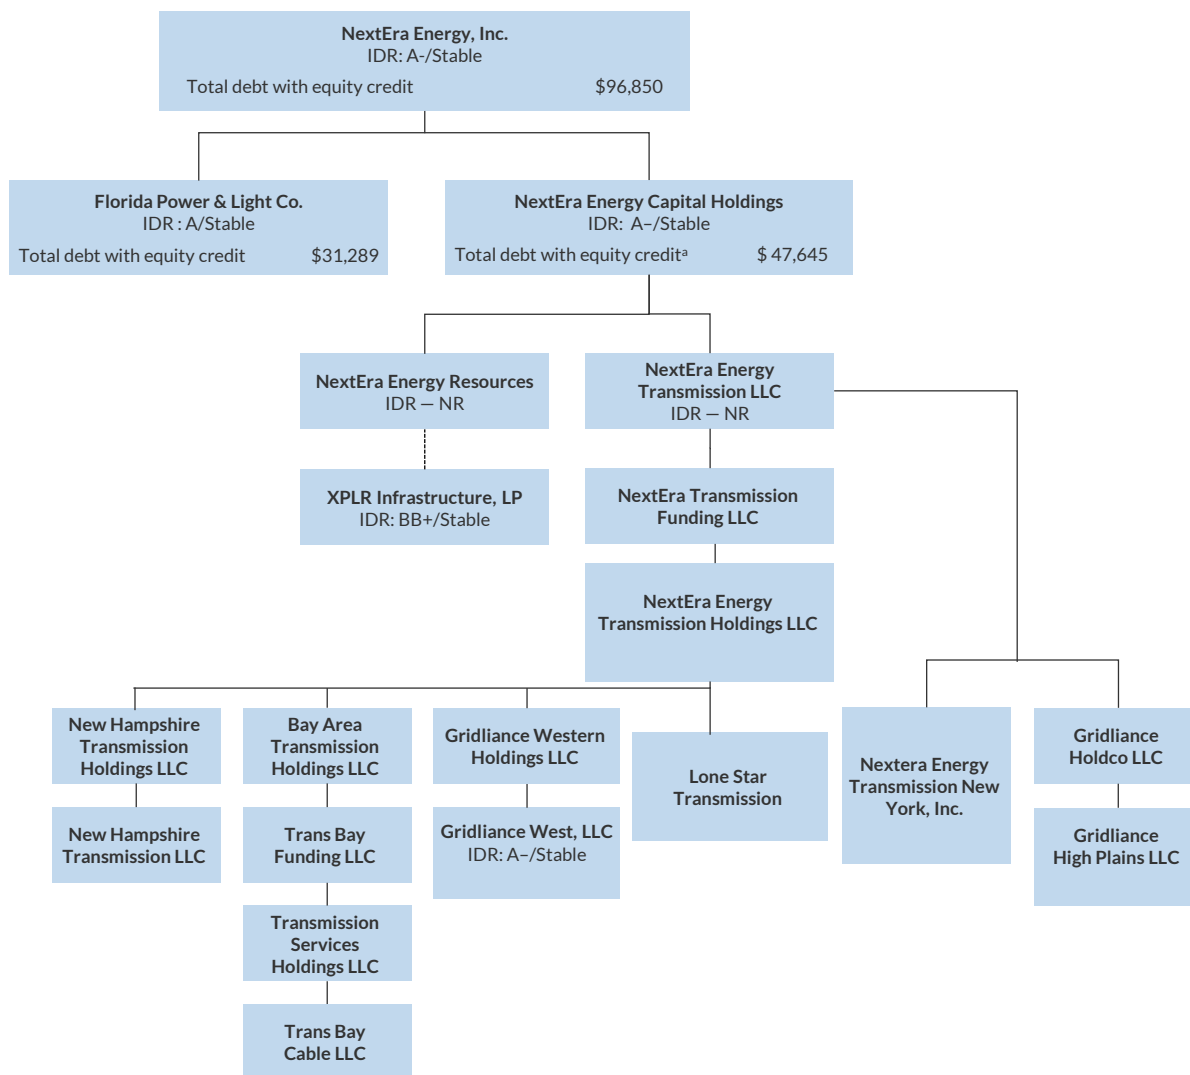 NextEra Energy, Inc.
IDR: A-/Stable
Total debt with equity credit $96,850
Florida Power & Light Co.
IDR : A/Stable
Total debt with equity credit $31,289
NextEra Energy Capital Holdings
IDR: A–/Stable
Total debt with equity creditᵃ $ 47,645
NextEra Energy Resources
IDR — NR
NextEra Energy
Transmission LLC
IDR — NR
XPLR Infrastructure, LP
IDR: BB+/Stable
NextEra Transmission
Funding LLC
NextEra Energy
Transmission Holdings LLC
New Hampshire
Transmission
Holdings LLC
Bay Area
Transmission
Holdings LLC
Gridliance Western
Holdings LLC
Lone Star
Transmission
Nextera Energy
Transmission New
York, Inc.
Gridliance
Holdco LLC
New Hampshire
Transmission LLC
Trans Bay
Funding LLC
Gridliance West, LLC
IDR: A–/Stable
Gridliance
High Plains LLC
Transmission
Services
Holdings LLC
Trans Bay
Cable LLC